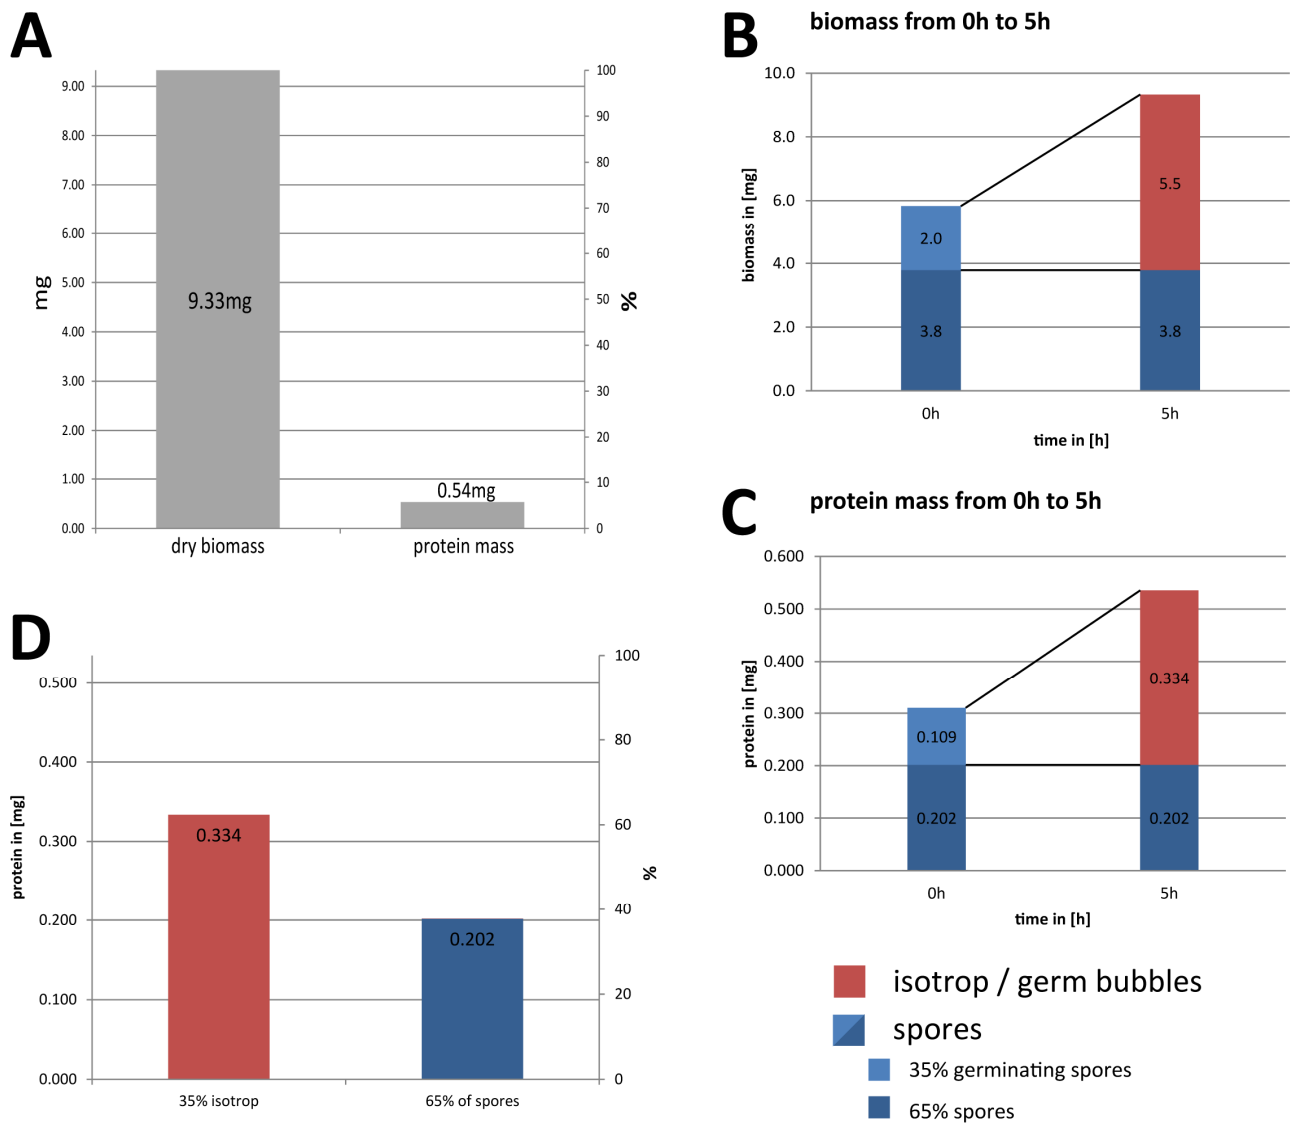 A
9.00
8.00
7.00
6.00
5.00
4.00
3.00
2.00
1.00
0.00
mg
100
90
80
70
60
50
40
30
20
10
0
%
9.33mg
0.54mg
dry biomass
protein mass
B
biomass from 0h to 5h
10.0
8.0
6.0
4.0
2.0
0.0
biomass in [mg]
2.0
3.8
5.5
3.8
0h
5h
time in [h]
C
protein mass from 0h to 5h
0.600
0.500
0.400
0.300
0.200
0.100
0.000
protein in [mg]
0.109
0.202
0.334
0.202
0h
5h
time in [h]
D
0.500
0.400
0.300
0.200
0.100
0.000
protein in [mg]
100
80
60
40
20
0
%
0.334
0.202
35% isotrop
65% of spores
isotrop / germ bubbles
spores
35% germinating spores
65% spores